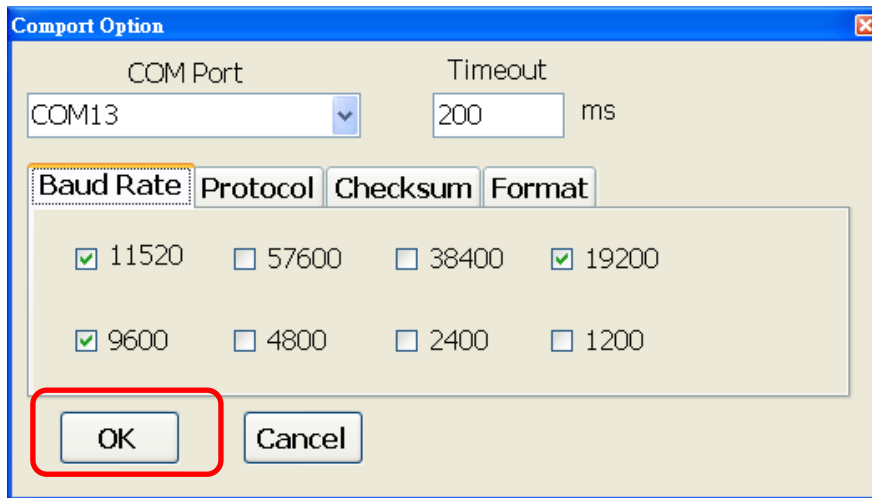 Comport Option
COM Port Timeout
COM13 200 ms
Baud Rate Protocol Checksum Format
11520 57600 38400 19200
9600 4800 2400 1200
OK Cancel